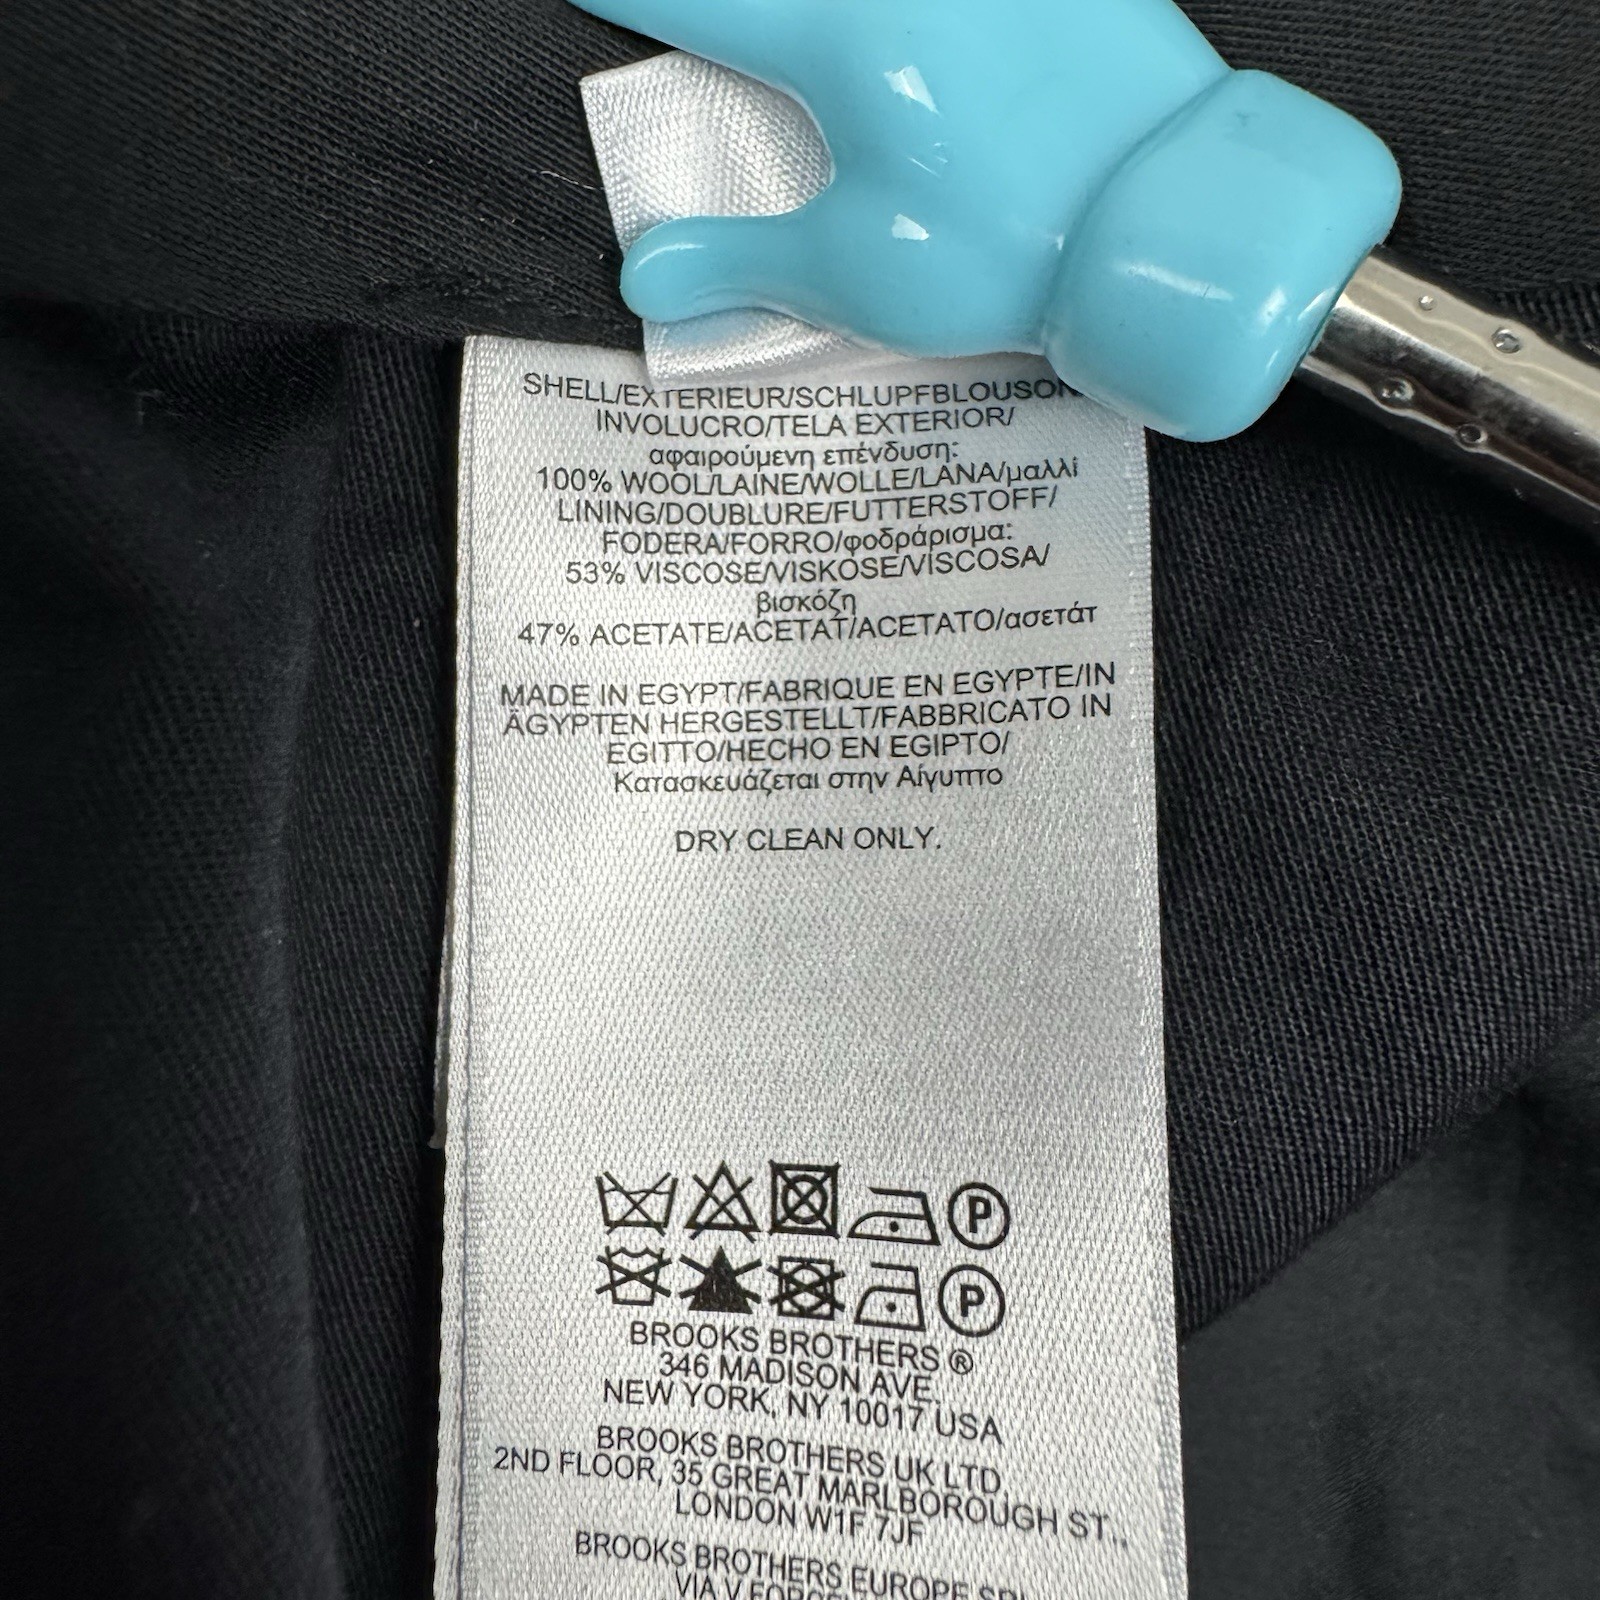 SHELL/EXTERIEUR/SCHLUPFBLOUSON
INVOLUCRO/TELA EXTERIOR/
αφαιρούμενη επένδυση:
100% WOOL/LAINE/WOLLE/LANA/μαλλί
LINING/DOUBLURE/FUTTERSTOFF/
FODERA/FORRO/φοδράρισμα:
53% VISCOSE/VISKOSE/VISCOSA/
βισκόζη
47% ACETATE/ACETAT/ACETATO/ασετάτ
MADE IN EGYPT/FABRIQUE EN EGYPTE/IN
ÄGYPTEN HERGESTELLT/FABBRICATO IN
EGITTO/HECHO EN EGIPTO/
Κατασκευάζεται στην Αίγυπτο
DRY CLEAN ONLY.
P
P
BROOKS BROTHERS ®
346 MADISON AVE.
NEW YORK, NY 10017 USA
BROOKS BROTHERS UK LTD
2ND FLOOR, 35 GREAT MARLBOROUGH ST.,
LONDON W1F 7JF
BROOKS BROTHERS EUROPE
VIA V